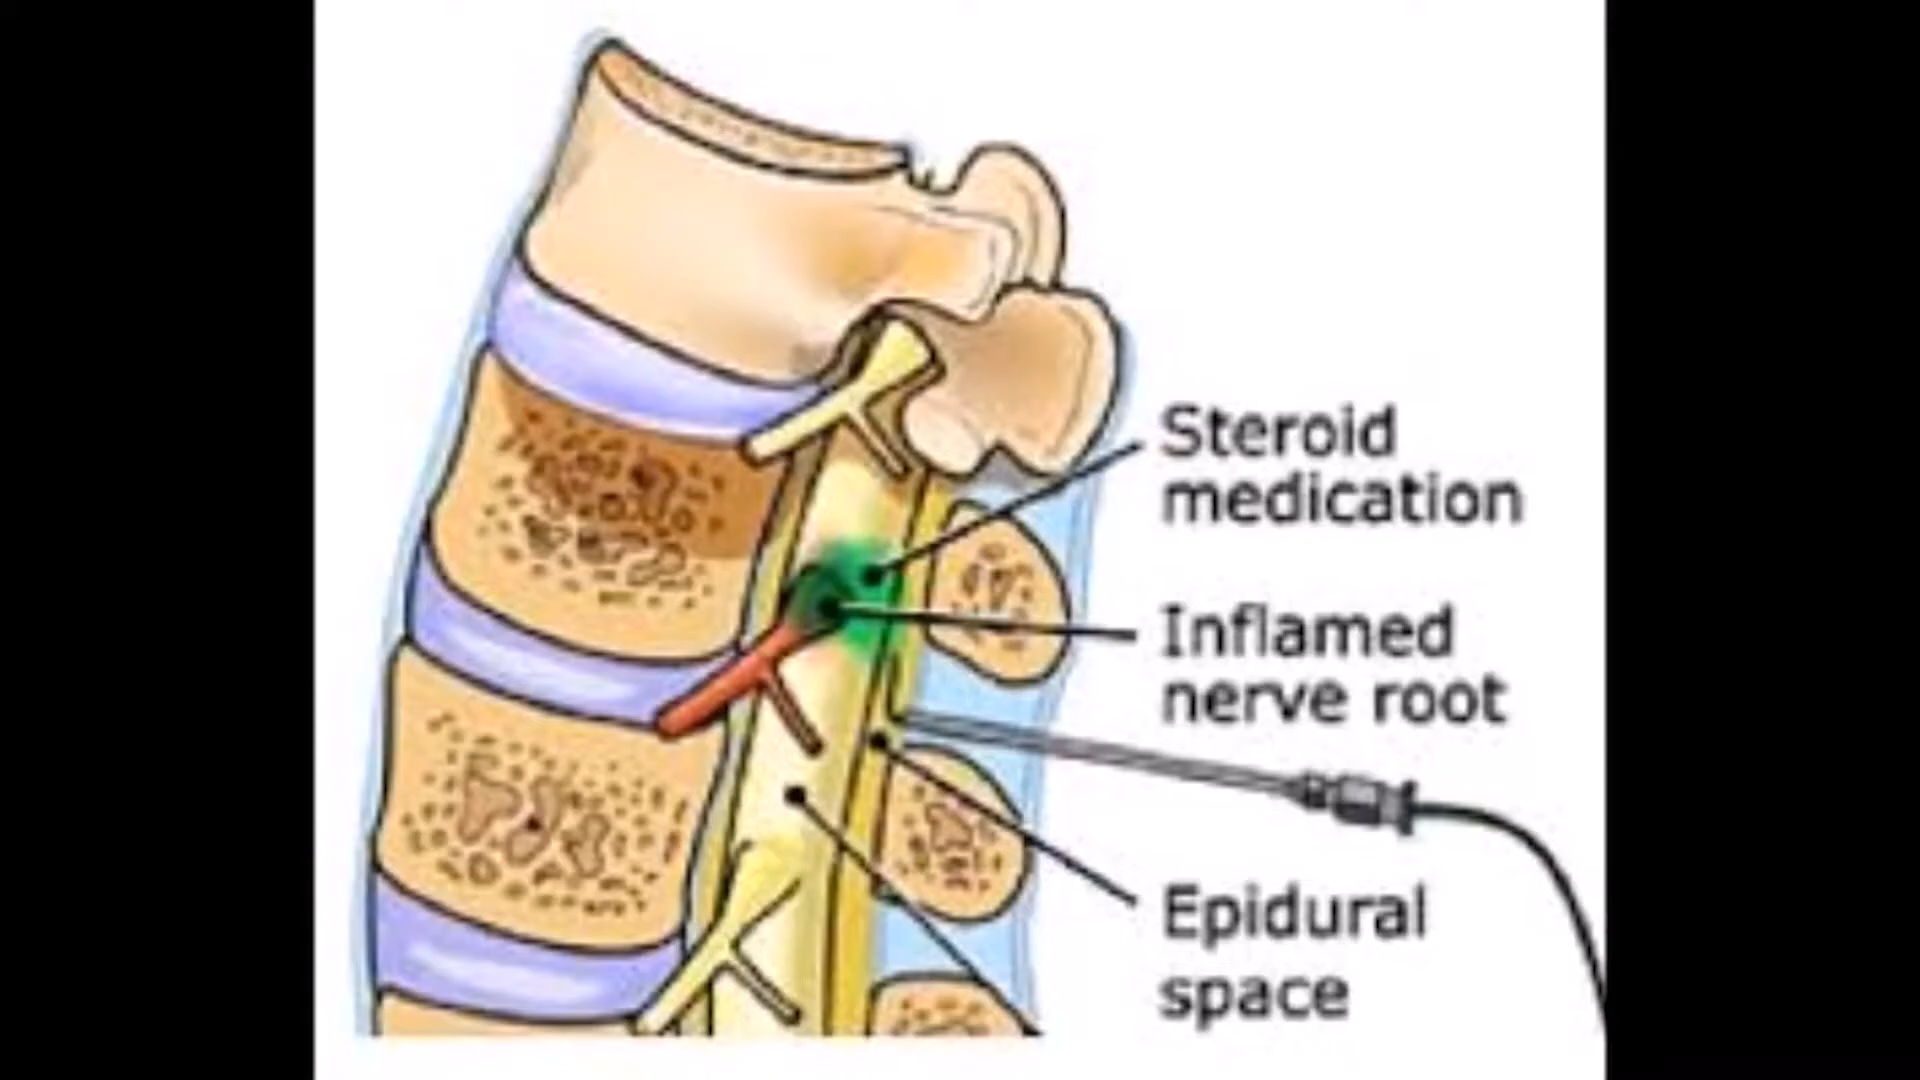 Steroid
medication
Inflamed
nerve root
Epidural
space